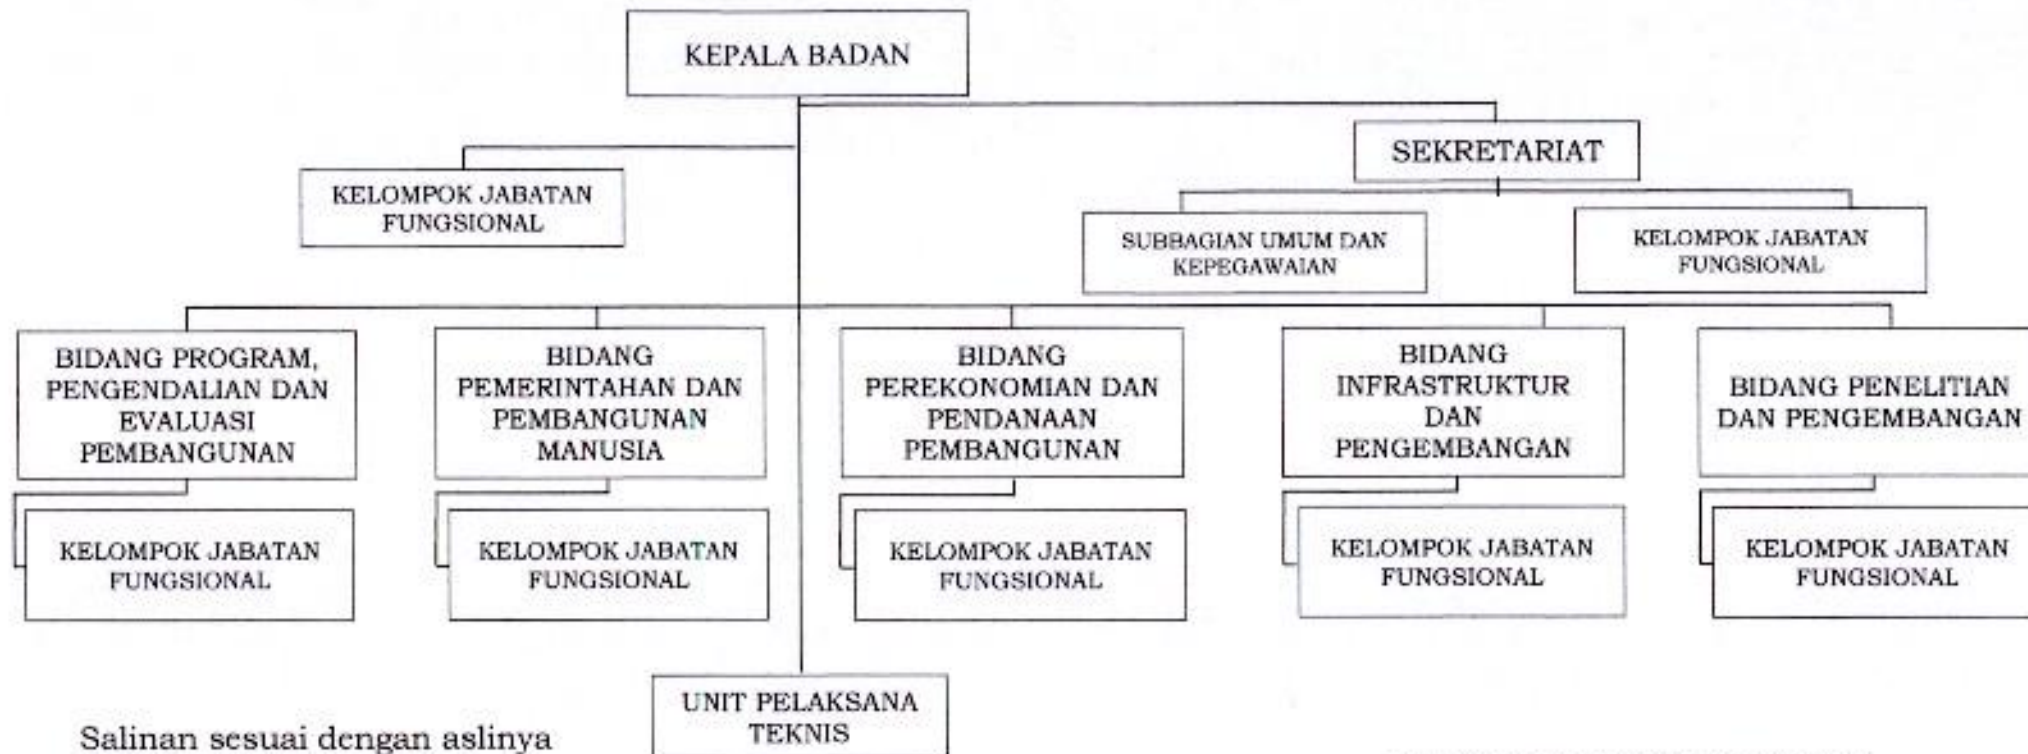 KEPALA BADAN
SEKRETARIAT
KELOMPOK JABATAN
FUNGSIONAL
SUBBAGIAN UMUM DAN
KEPEGAWAIAN
KELOMPOK JABATAN
FUNGSIONAL
BIDANG PROGRAM,
PENGENDALIAN DAN
EVALUASI
PEMBANGUNAN
BIDANG
PEMERINTAHAN DAN
PEMBANGUNAN
MANUSIA
BIDANG
PEREKONOMIAN DAN
PENDANAAN
PEMBANGUNAN
BIDANG
INFRASTRUKTUR
DAN
PENGEMBANGAN
BIDANG PENELITIAN
DAN PENGEMBANGAN
KELOMPOK JABATAN
FUNGSIONAL
KELOMPOK JABATAN
FUNGSIONAL
KELOMPOK JABATAN
FUNGSIONAL
KELOMPOK JABATAN
FUNGSIONAL
KELOMPOK JABATAN
FUNGSIONAL
UNIT PELAKSANA
TEKNIS
Salinan sesuai dengan aslinya